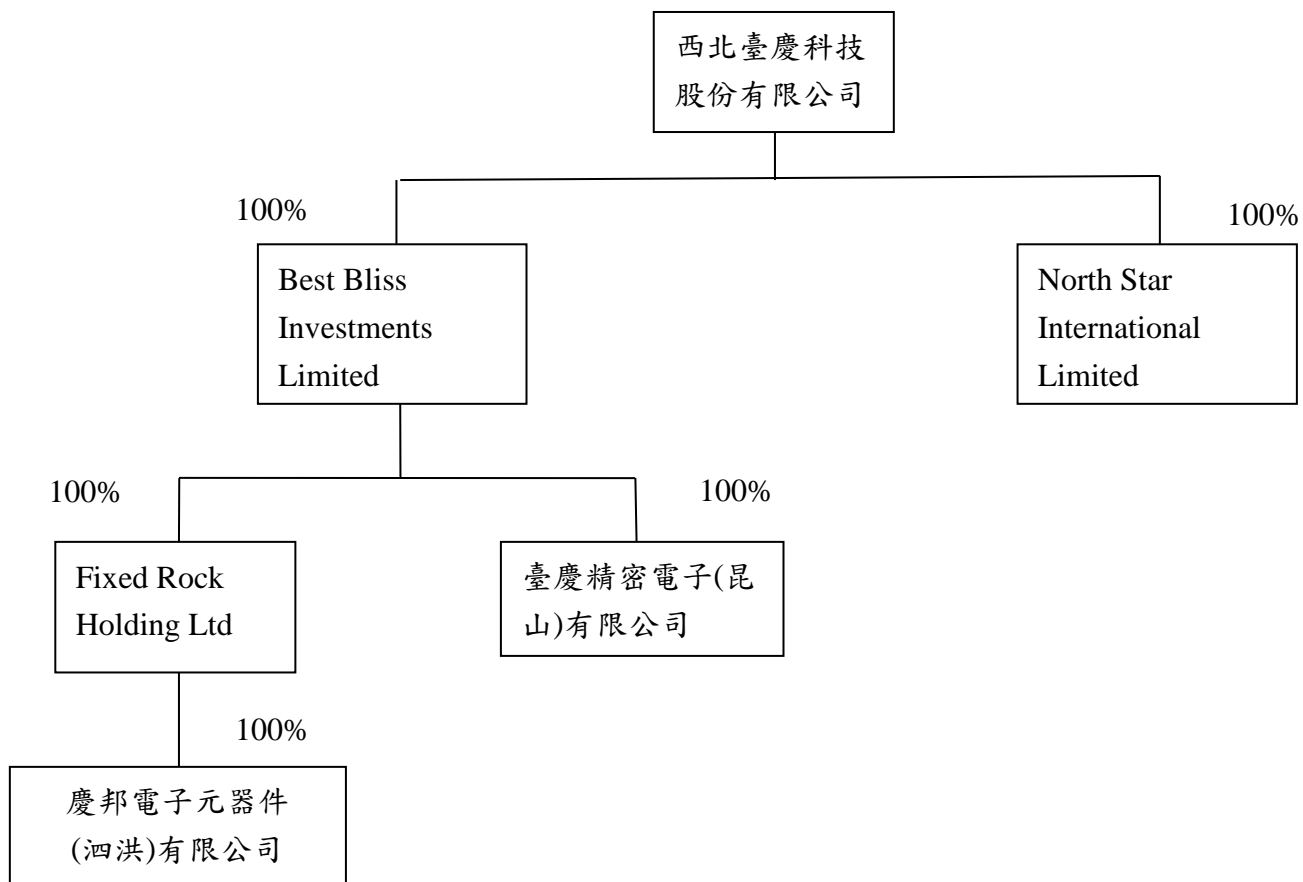 西北臺慶科技
股份有限公司
100%
100%
Best Bliss
Investments
Limited
North Star
International
Limited
100%
100%
Fixed Rock
Holding Ltd
臺慶精密電子(昆
山)有限公司
100%
慶邦電子元器件
(泗洪)有限公司